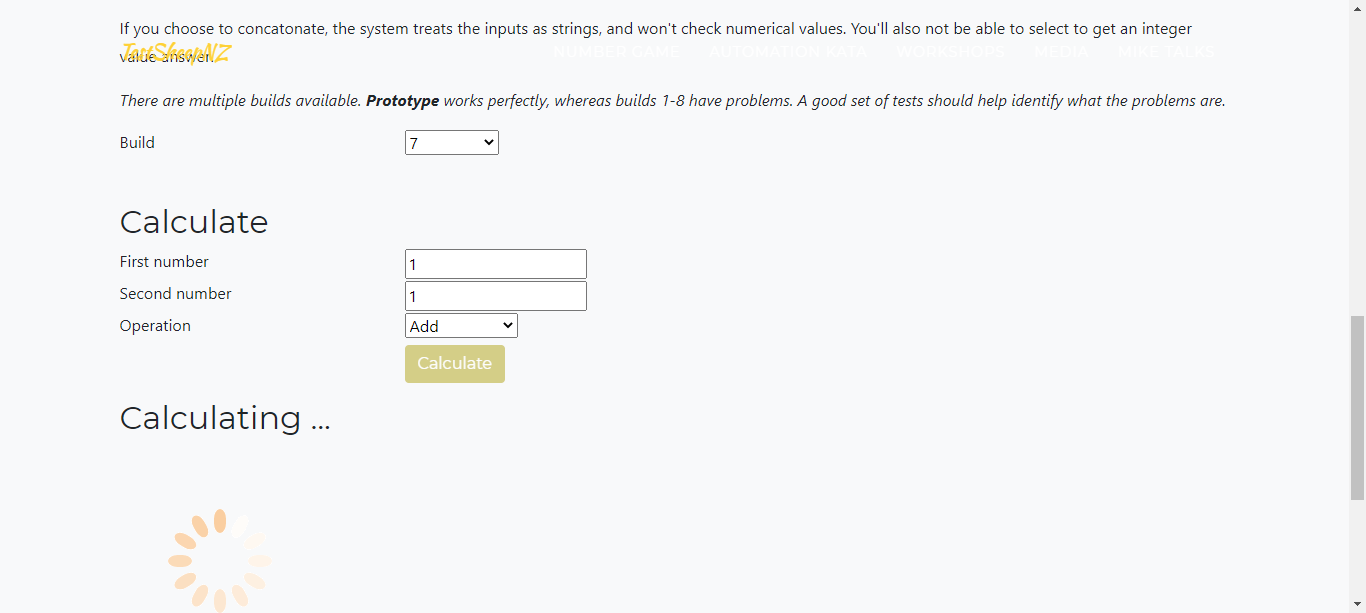 If you choose to concatonate, the system treats the inputs as strings, and won't check numerical values. You'll also not be able to select to get an integer
TestSheepNZ
NUMBER GAME AUTOMATION DATA WORKSHOPS MEDIA MIKE TALKS
value answer.
There are multiple builds available. Prototype works perfectly, whereas builds 1-8 have problems. A good set of tests should help identify what the problems are.
Build 7
Calculate
First number 1
Second number 1
Operation Add
Calculate
Calculating ...